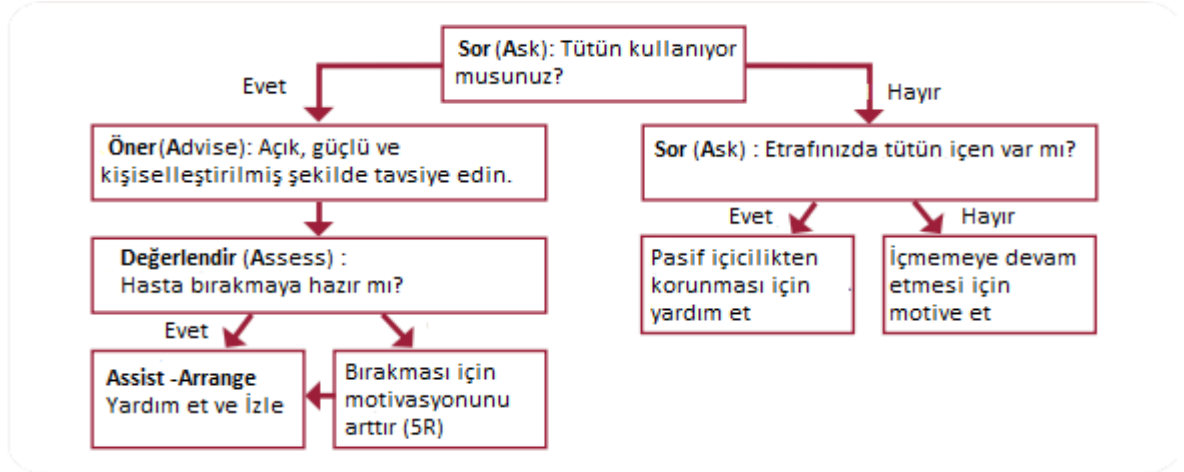 Sor (Ask): Tütün kullanıyor
musunuz?
Evet
Hayır
Öner(Advise): Açık, güçlü ve
kişiselleştirilmiş şekilde tavsiye edin.
Sor (Ask) : Etrafınızda tütün içen var mı?
Evet
Hayır
Değerlendir (Assess) :
Hasta bırakmaya hazır mı?
Pasif içicilikten
korunması için
yardım et
İçmemeye devam
etmesi için
motive et
Evet
Assist -Arrange
Yardım et ve İzle
Bırakması için
motivasyonunu
arttır (5R)